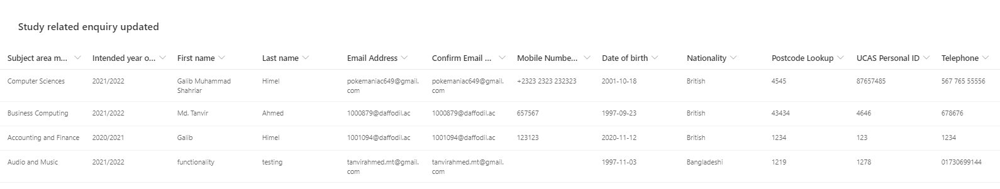 Study related enquiry updated
Subject area m... Intended year o... First name Last name Email Address Confirm Email ... Mobile Numbe... Date of birth Nationality Postcode Lookup UCAS Personal ID Telephone
Computer Sciences 2021/2022 Galib Muhammad Himel pokemaniac649@gmail. pokemaniac649@gmail. +2323 2323 232323 2001-10-18 British 4545 87657485 567 765 55556
Shahriar com com
Business Computing 2021/2022 Md. Tanvir Ahmed 1000879@daffodil.ac 1000879@daffodil.ac 657567 1997-09-23 British 43434 4646 678676
Accounting and Finance 2020/2021 Galib Himel 1001094@daffodil.ac 1001094@daffodil.ac 123123 2020-11-12 British 1234 123 1234
Audio and Music 2021/2022 functionality testing tanvirahmed.mt@gmail. tanvirahmed.mt@gmail. 1997-11-03 Bangladeshi 1219 1278 01730699144
com com